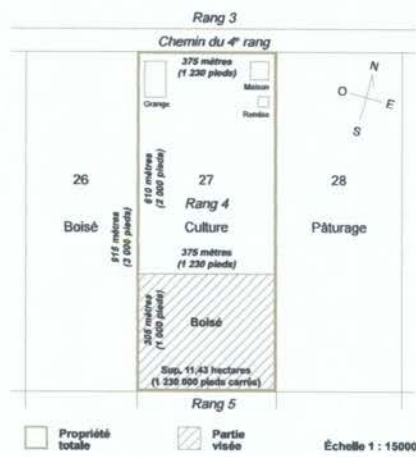 Rang 3
Chemin du 4e rang
375 mètres
(1 230 pieds)
Grange
Maison
Remise
N
O
E
S
26
27
28
610 mètres
(2 000 pieds)
Rang 4
Boisé
Culture
Pâturage
915 mètres
(3 000 pieds)
375 mètres
(1 230 pieds)
305 mètres
(1 000 pieds)
Boisé
Sup. 11,43 hectares
(1 230 000 pieds carrés)
Rang 5
Propriété
totale
Partie
visée
Échelle 1 : 15000